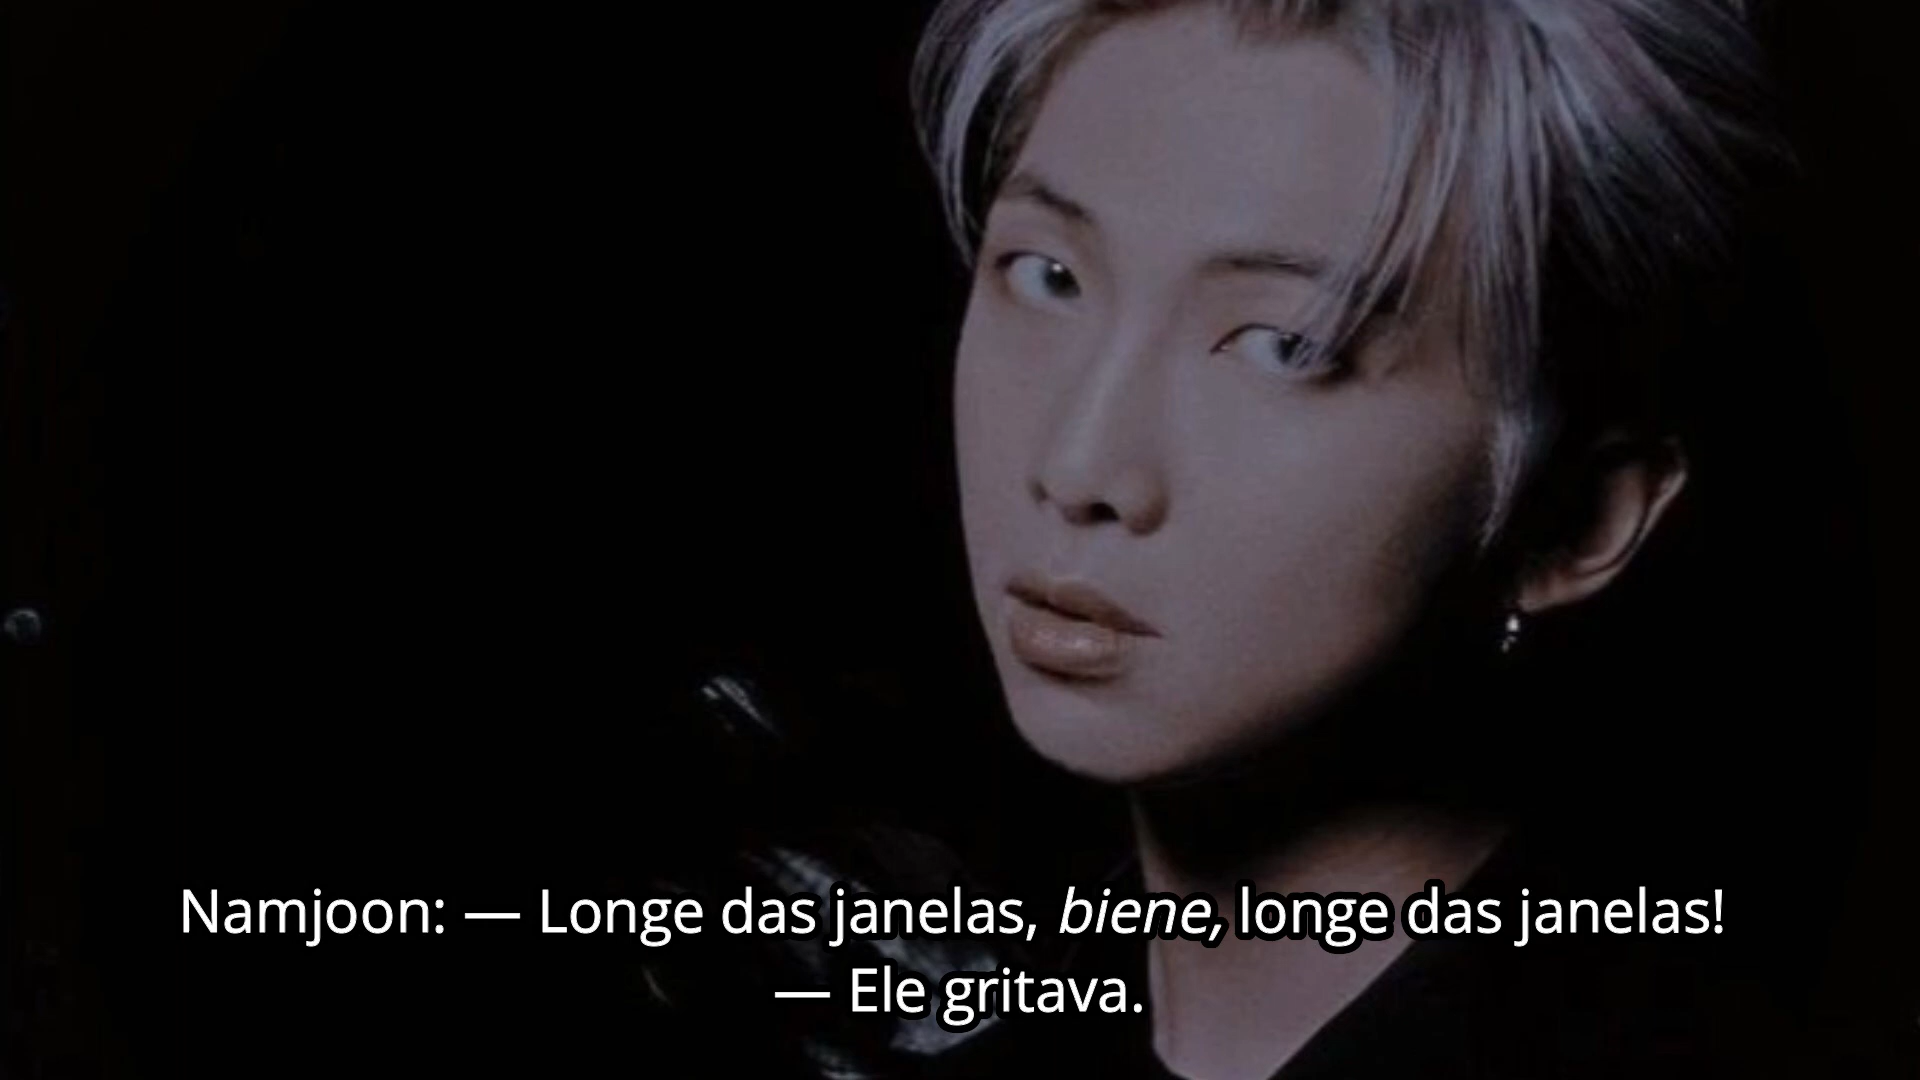 Namjoon: — Longe das janelas, biene, longe das janelas!
— Ele gritava.